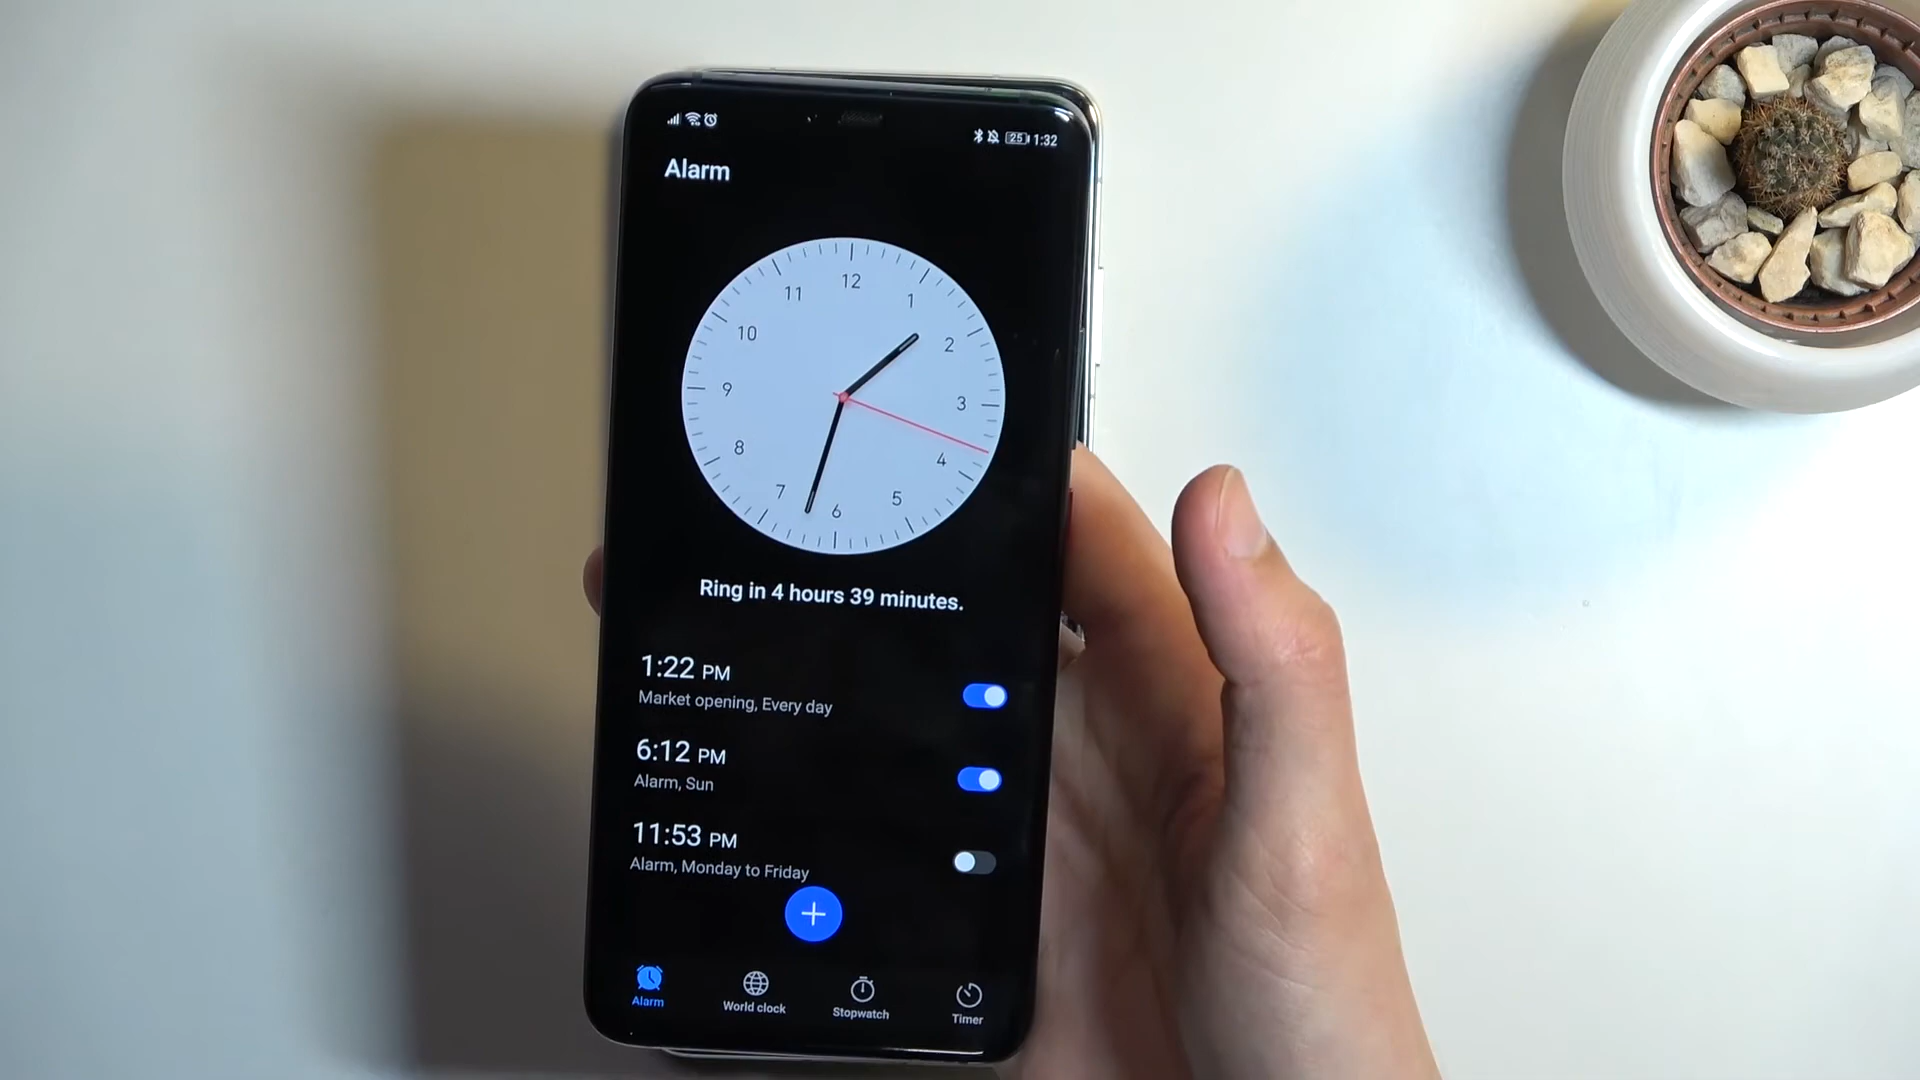 25 1:32
Alarm
12
11 1
10 2
9 3
8 4
7 6 5
Ring in 4 hours 39 minutes.
1:22 PM
Market opening, Every day
6:12 PM
Alarm, Sun
11:53 PM
Alarm, Monday to Friday
Alarm World clock Stopwatch Timer